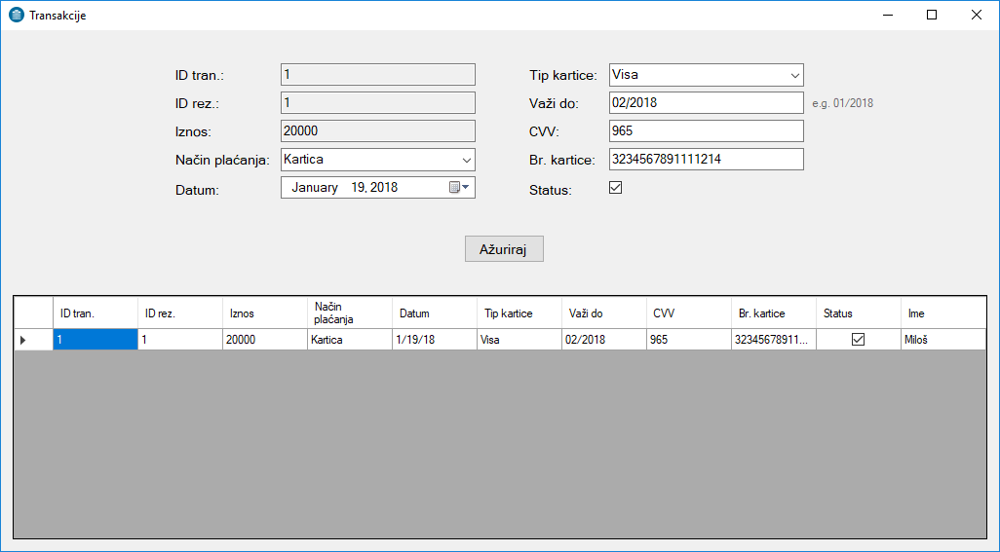 Transakcije
ID tran.: 1
ID rez.: 1
Iznos: 20000
Način plaćanja: Kartica
Datum: January 19, 2018
Tip kartice: Visa
Važi do: 02/2018 e.g. 01/2018
CVV: 965
Br. kartice: 3234567891111214
Status:
Ažuriraj
ID tran. ID rez. Iznos Način plaćanja Datum Tip kartice Važi do CVV Br. kartice Status Ime
1 1 20000 Kartica 1/19/18 Visa 02/2018 965 32345678911... Miloš